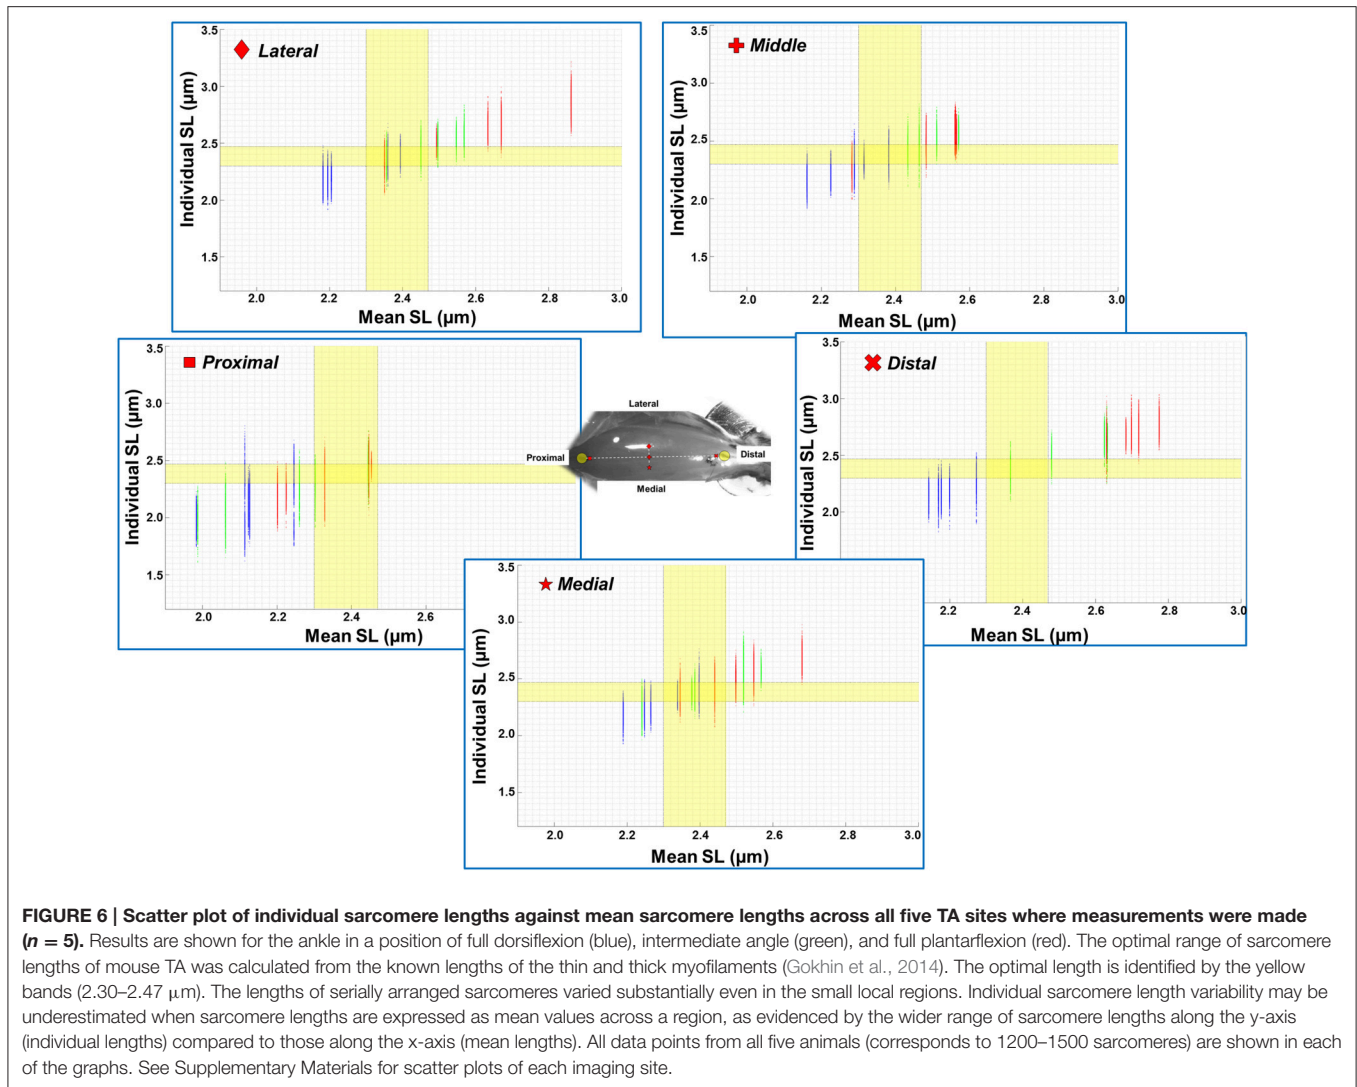 Lateral
3.5
3.0
2.5
2.0
1.5
Individual SL (µm)
2.0 2.2 2.4 2.6 2.8 3.0
Mean SL (µm)
Middle
3.5
3.0
2.5
2.0
1.5
Individual SL (µm)
2.0 2.2 2.4 2.6 2.8 3.0
Mean SL (µm)
Proximal
3.5
3.0
2.5
2.0
1.5
Individual SL (µm)
2.0 2.2 2.4 2.6
Mean SL (µm)
Lateral
Proximal
Distal
Medial
Distal
3.5
3.0
2.5
2.0
Individual SL (µm)
2.2 2.4 2.6 2.8 3.0
Mean SL (µm)
Medial
3.5
3.0
2.5
2.0
1.5
Individual SL (µm)
2.0 2.2 2.4 2.6 2.8 3.0
Mean SL (µm)
FIGURE 6 | Scatter plot of individual sarcomere lengths against mean sarcomere lengths across all five TA sites where measurements were made
(n = 5). Results are shown for the ankle in a position of full dorsiflexion (blue), intermediate angle (green), and full plantarflexion (red). The optimal range of sarcomere
lengths of mouse TA was calculated from the known lengths of the thin and thick myofilaments (Gokhin et al., 2014). The optimal length is identified by the yellow
bands (2.30–2.47 µm). The lengths of serially arranged sarcomeres varied substantially even in the small local regions. Individual sarcomere length variability may be
underestimated when sarcomere lengths are expressed as mean values across a region, as evidenced by the wider range of sarcomere lengths along the y-axis
(individual lengths) compared to those along the x-axis (mean lengths). All data points from all five animals (corresponds to 1200–1500 sarcomeres) are shown in each
of the graphs. See Supplementary Materials for scatter plots of each imaging site.